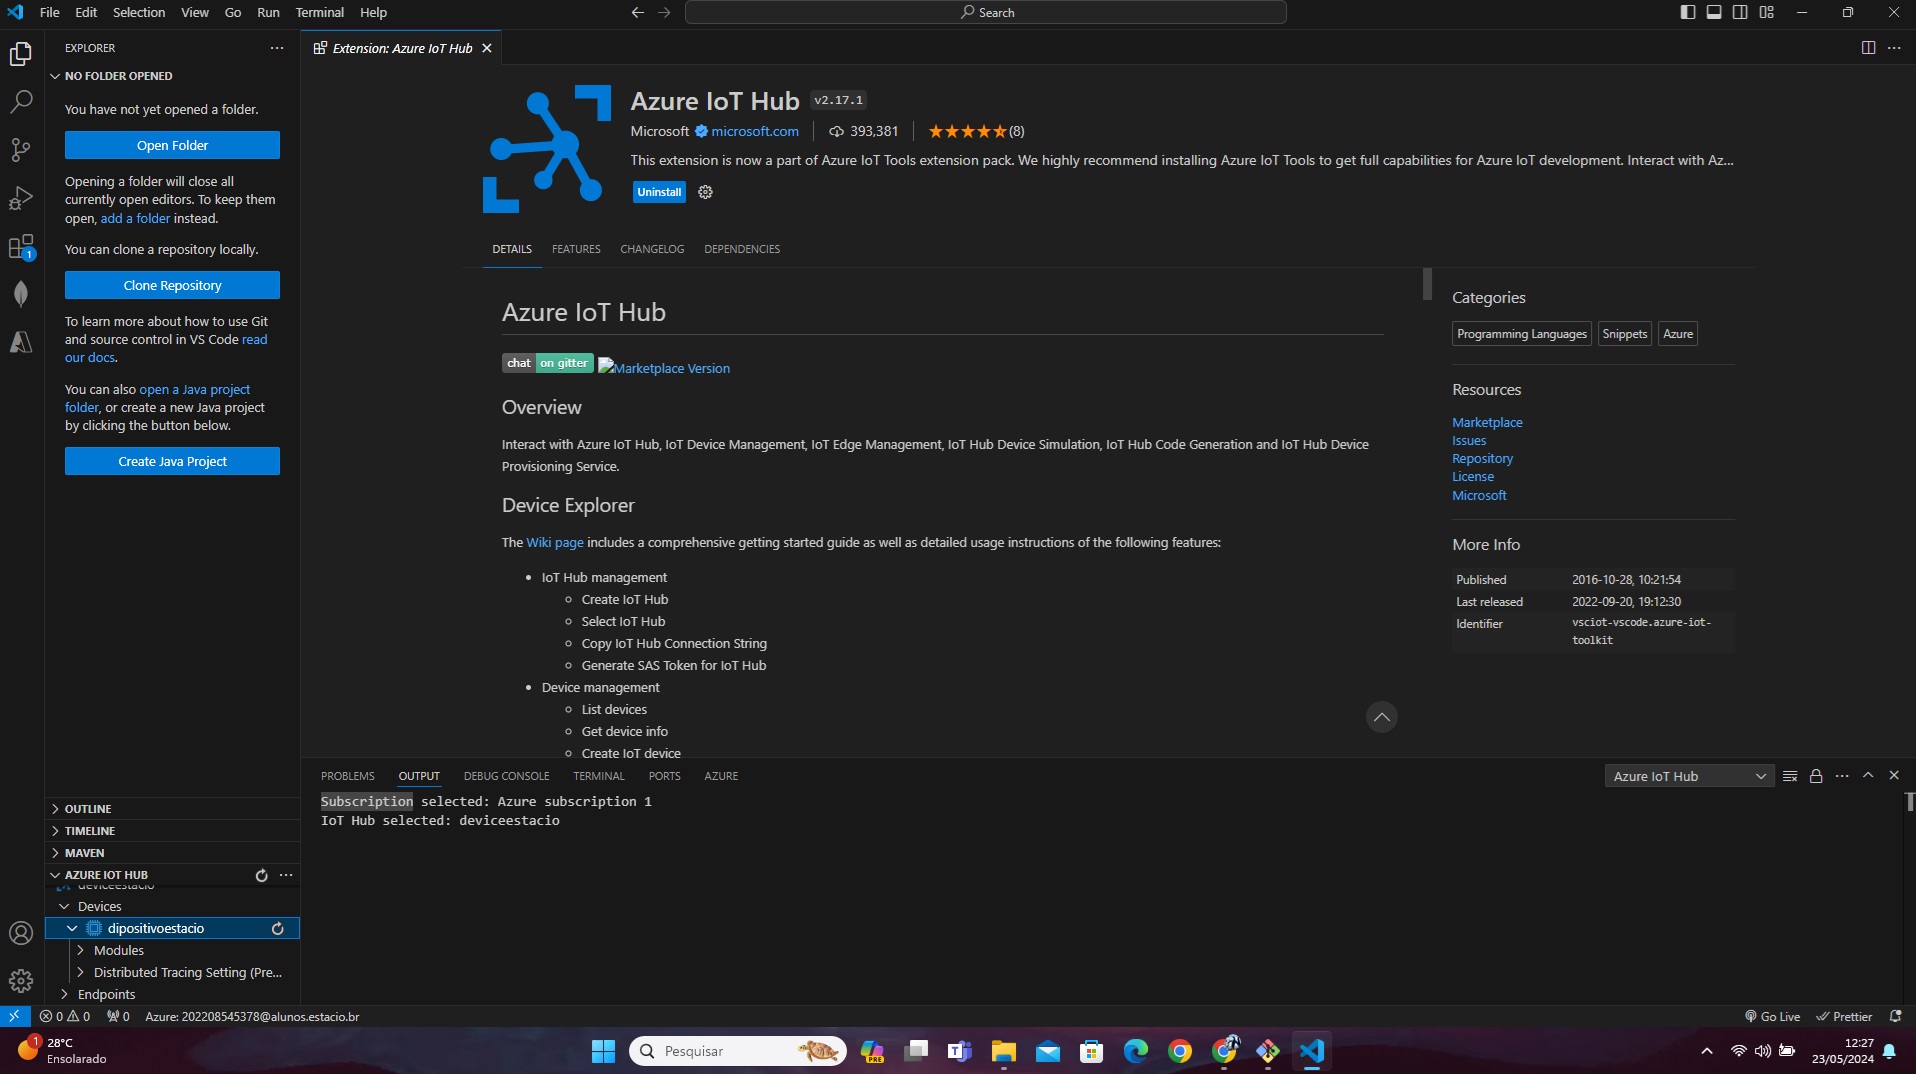 File Edit Selection View Go Run Terminal Help
Search
EXPLORER
NO FOLDER OPENED
You have not yet opened a folder.
Open Folder
Opening a folder will close all
currently open editors. To keep them
open, add a folder instead.
You can clone a repository locally.
Clone Repository
To learn more about how to use Git
and source control in VS Code read
our docs.
You can also open a Java project
folder, or create a new Java project
by clicking the button below.
Create Java Project
1
OUTLINE
TIMELINE
MAVEN
AZURE IOT HUB
deviceestacio
Devices
dipositivoestacio
Modules
Distributed Tracing Setting (Pre...
Endpoints
Extension: Azure IoT Hub
Azure IoT Hub v2.17.1
Microsoft microsoft.com 393,381 (8)
This extension is now a part of Azure IoT Tools extension pack. We highly recommend installing Azure IoT Tools to get full capabilities for Azure IoT development. Interact with Az...
Uninstall
DETAILS FEATURES CHANGELOG DEPENDENCIES
Azure IoT Hub
chat on gitter Marketplace Version
Overview
Interact with Azure IoT Hub, IoT Device Management, IoT Edge Management, IoT Hub Device Simulation, IoT Hub Code Generation and IoT Hub Device
Provisioning Service.
Device Explorer
The Wiki page includes a comprehensive getting started guide as well as detailed usage instructions of the following features:
IoT Hub management
Create IoT Hub
Select IoT Hub
Copy IoT Hub Connection String
Generate SAS Token for IoT Hub
Device management
List devices
Get device info
Create IoT device
Categories
Programming Languages Snippets Azure
Resources
Marketplace
Issues
Repository
License
Microsoft
More Info
Published 2016-10-28, 10:21:54
Last released 2022-09-20, 19:12:30
Identifier vsciot-vscode.azure-iot-
toolkit
PROBLEMS OUTPUT DEBUG CONSOLE TERMINAL PORTS AZURE
Azure IoT Hub
Subscription selected: Azure subscription 1
IoT Hub selected: deviceestacio
0 0 0 Azure: 202208545378@alunos.estacio.br
Go Live Prettier
1
28°C
Ensolarado
Pesquisar
PRE
12:27
23/05/2024